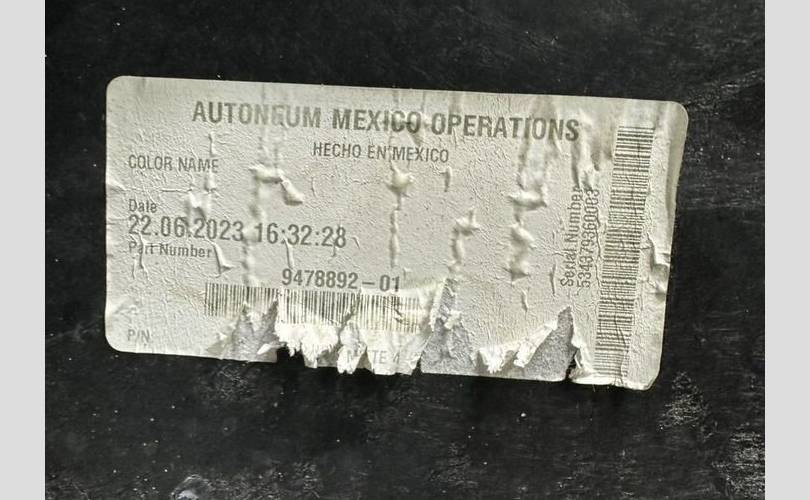 AUTONEUM MEXICO OPERATIONS
HECHO EN MEXICO
COLOR NAME
Date
22.06.2023 16:32:28
Part Number
9478892-01
P/N
Serial Number